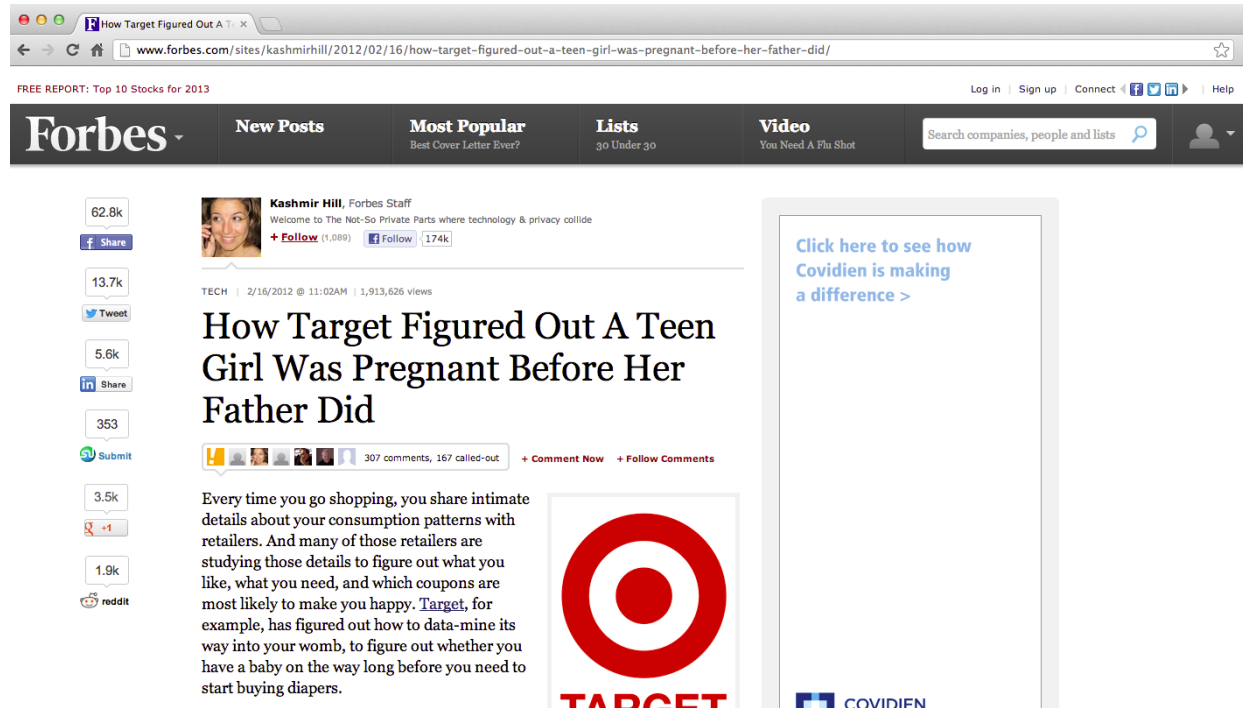 How Target Figured Out A Te
www.forbes.com/sites/kashmirhill/2012/02/16/how-target-figured-out-a-teen-girl-was-pregnant-before-her-father-did/
FREE REPORT: Top 10 Stocks for 2013
Log in | Sign up | Connect
Help
Forbes
New Posts
Most Popular
Best Cover Letter Ever?
Lists
30 Under 30
Video
You Need A Flu Shot
Search companies, people and lists
62.8k
Share
13.7k
Tweet
5.6k
in Share
353
Submit
3.5k
g +1
1.9k
reddit
Kashmir Hill, Forbes Staff
Welcome to The Not-So Private Parts where technology & privacy collide
+ Follow (1,089)
f Follow 174k
TECH | 2/16/2012 @ 11:02AM | 1,913,626 views
How Target Figured Out A Teen
Girl Was Pregnant Before Her
Father Did
307 comments, 167 called-out
+ Comment Now
+ Follow Comments
Every time you go shopping, you share intimate
details about your consumption patterns with
retailers. And many of those retailers are
studying those details to figure out what you
like, what you need, and which coupons are
most likely to make you happy. Target, for
example, has figured out how to data-mine its
way into your womb, to figure out whether you
have a baby on the way long before you need to
start buying diapers.
TARGET
Click here to see how
Covidien is making
a difference >
COVIDIEN